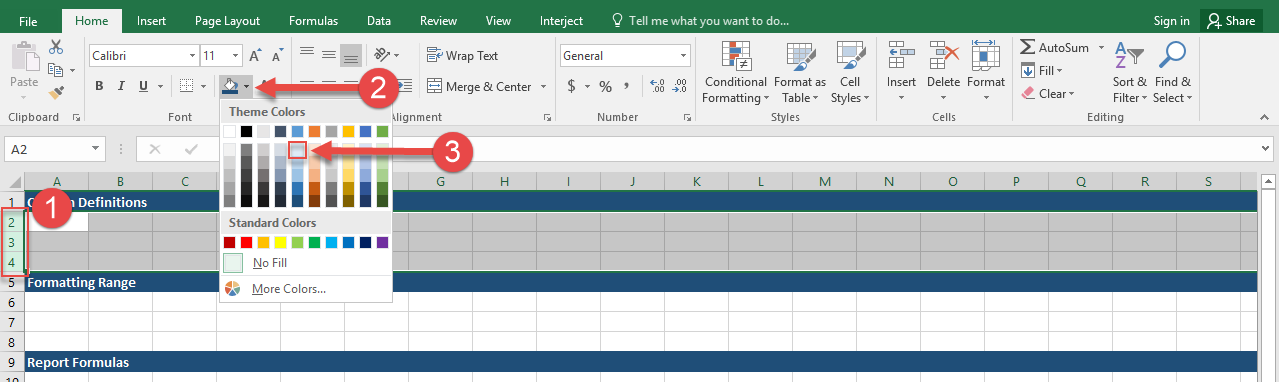 File Home Insert Page Layout Formulas Data Review View Interject Tell me what you want to do... Sign in Share
Calibri 11 A A Wrap Text General AutoSum
Paste Conditional Format as Cell Insert Delete Format Fill Sort & Find &
B I U 2 Merge & Center $ % , .0 .00 Formatting Table Styles Clear Filter Select
Clipboard Font Alignment Number Styles Cells Editing
Theme Colors
A2 3
A B C G H I J K L M N O P Q R S
1 Definitions
1
2
3
4
Standard Colors
No Fill
More Colors...
5 Formatting Range
6
7
8
9 Report Formulas
10